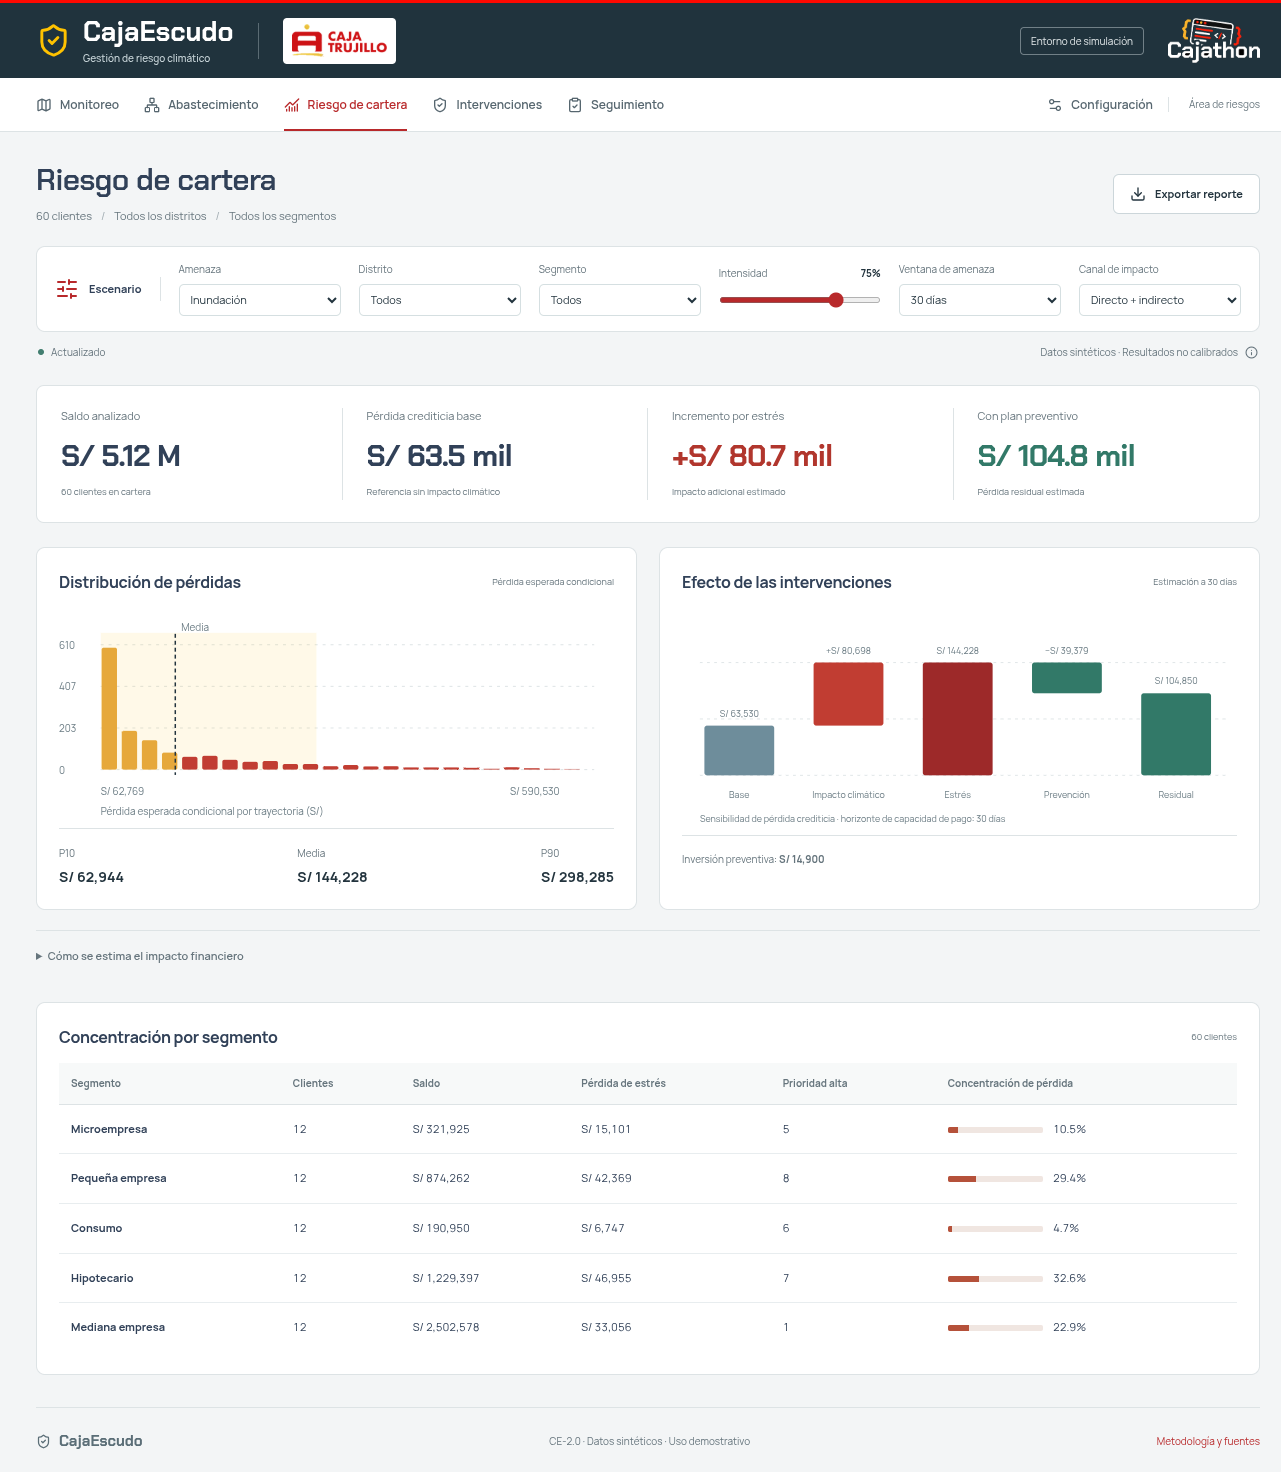 CajaEscudo
Gestión de riesgo climático
CAJA
TRUJILLO
Entorno de simulación
Cajathon
Monitoreo
Abastecimiento
Riesgo de cartera
Intervenciones
Seguimiento
Configuración
Área de riesgos
Riesgo de cartera
60 clientes / Todos los distritos / Todos los segmentos
Exportar reporte
Escenario
Amenaza
Inundación
Distrito
Todos
Segmento
Todos
Intensidad 75%
Ventana de amenaza
30 días
Canal de impacto
Directo + indirecto
Actualizado
Datos sintéticos · Resultados no calibrados
Saldo analizado
S/ 5.12 M
60 clientes en cartera
Pérdida crediticia base
S/ 63.5 mil
Referencia sin impacto climático
Incremento por estrés
+S/ 80.7 mil
Impacto adicional estimado
Con plan preventivo
S/ 104.8 mil
Pérdida residual estimada
Distribución de pérdidas
Pérdida esperada condicional
Media
610
407
203
0
S/ 62,769
S/ 590,530
Pérdida esperada condicional por trayectoria (S/)
P10
S/ 62,944
Media
S/ 144,228
P90
S/ 298,285
Efecto de las intervenciones
Estimación a 30 días
S/ 63,530
+S/ 80,698
S/ 144,228
−S/ 39,379
S/ 104,850
Base
Impacto climático
Estrés
Prevención
Residual
Sensibilidad de pérdida crediticia · horizonte de capacidad de pago: 30 días
Inversión preventiva: S/ 14,900
Cómo se estima el impacto financiero
Concentración por segmento
60 clientes
Segmento Clientes Saldo Pérdida de estrés Prioridad alta Concentración de pérdida
Microempresa 12 S/ 321,925 S/ 15,101 5 10.5%
Pequeña empresa 12 S/ 874,262 S/ 42,369 8 29.4%
Consumo 12 S/ 190,950 S/ 6,747 6 4.7%
Hipotecario 12 S/ 1,229,397 S/ 46,955 7 32.6%
Mediana empresa 12 S/ 2,502,578 S/ 33,056 1 22.9%
CajaEscudo
CE-2.0 · Datos sintéticos · Uso demostrativo
Metodología y fuentes